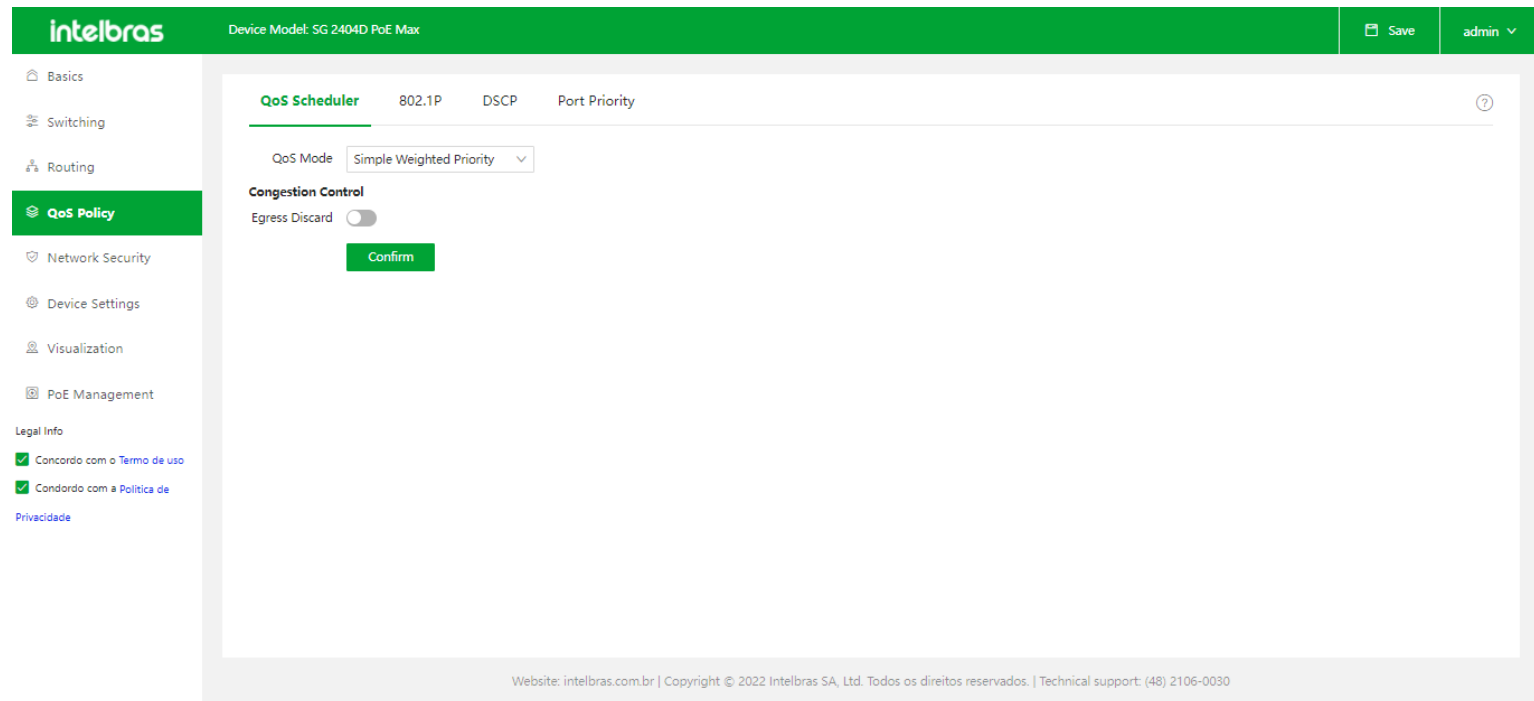 intelbras
Device Model: SG 2404D PoE Max
Save
admin
Basics
Switching
Routing
QoS Policy
Network Security
Device Settings
Visualization
PoE Management
Legal Info
Concordo com o Termo de uso
Condordo com a Politica de
Privacidade
QoS Scheduler 802.1P DSCP Port Priority
QoS Mode Simple Weighted Priority
Congestion Control
Egress Discard
Confirm
Website: intelbras.com.br | Copyright © 2022 Intelbras SA, Ltd. Todos os direitos reservados. | Technical support: (48) 2106-0030